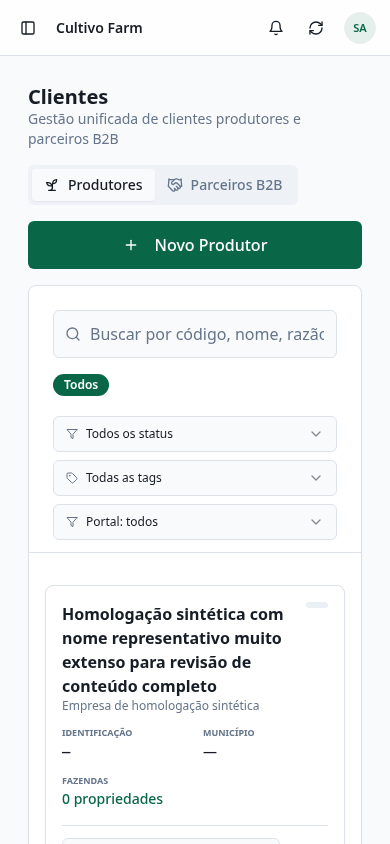 Cultivo Farm
SA
Clientes
Gestão unificada de clientes produtores e
parceiros B2B
Produtores
Parceiros B2B
Novo Produtor
Buscar por código, nome, razão
Todos
Todos os status
Todas as tags
Portal: todos
Homologação sintética com
nome representativo muito
extenso para revisão de
conteúdo completo
Empresa de homologação sintética
IDENTIFICAÇÃO
MUNICÍPIO
—
—
FAZENDAS
0 propriedades